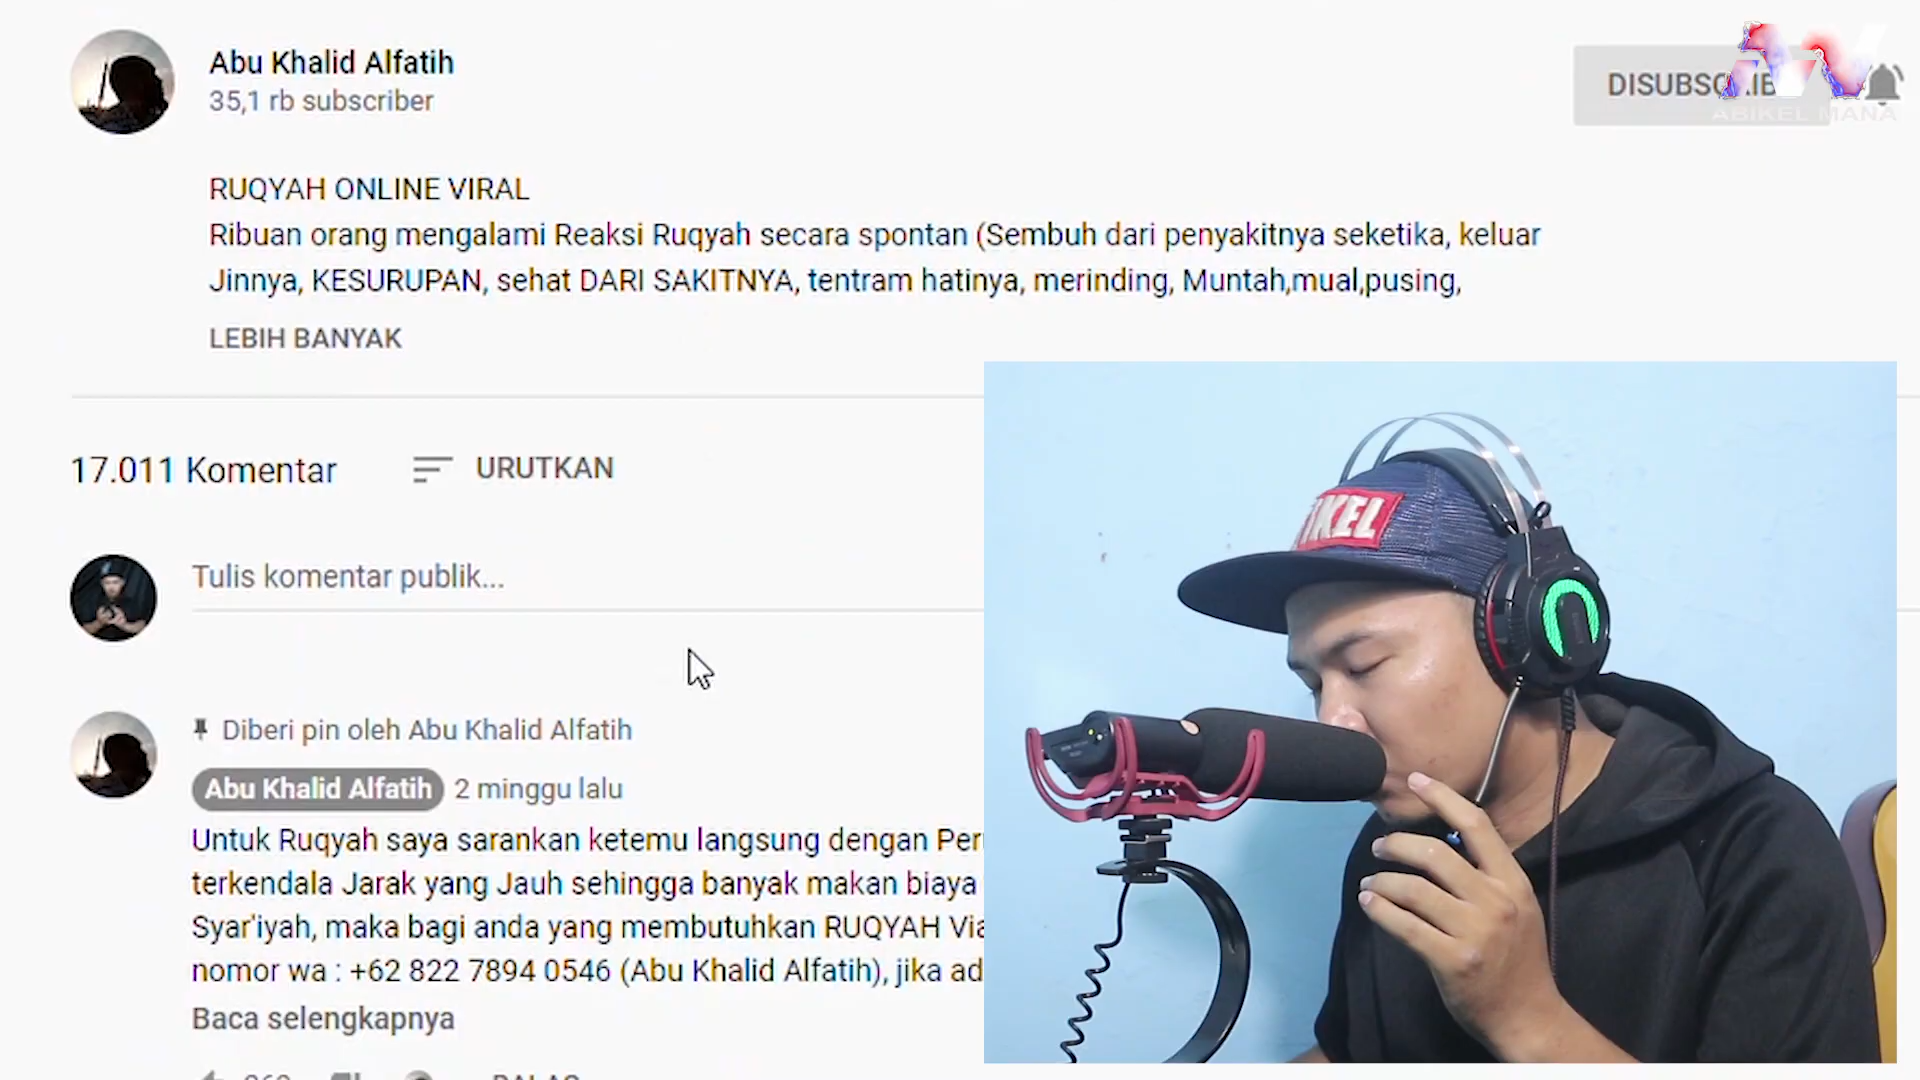 Abu Khalid Alfatih
35,1 rb subscriber
ABIKEL MANA
RUQYAH ONLINE VIRAL
Ribuan orang mengalami Reaksi Ruqyah secara spontan (Sembuh dari penyakitnya seketika, keluar
Jinnya, KESURUPAN, sehat DARI SAKITNYA, tentram hatinya, merinding, Muntah,mual,pusing,
LEBIH BANYAK
17.011 Komentar
URUTKAN
Tulis komentar publik...
Diberi pin oleh Abu Khalid Alfatih
Abu Khalid Alfatih 2 minggu lalu
Untuk Ruqyah saya sarankan ketemu langsung dengan
terkendala Jarak yang Jauh sehingga banyak makan biaya
Syar'iyah, maka bagi anda yang membutuhkan RUQYAH
nomor wa : +62 822 7894 0546 (Abu Khalid Alfatih), jika
Baca selengkapnya